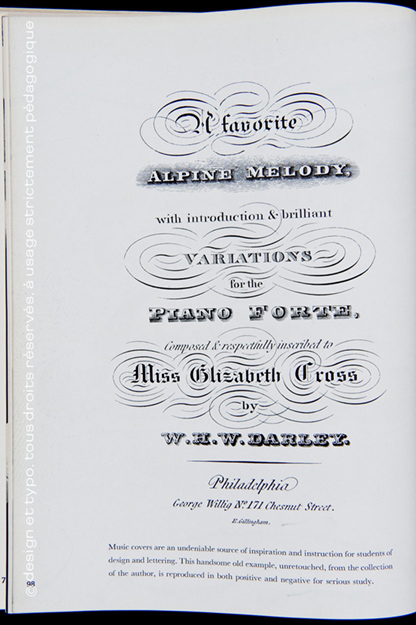 A favorite
ALPINE MELODY,
with introduction & brilliant
VARIATIONS
for the
PIANO FORTE,
Composed & respectfully inscribed to
Miss Elizabeth Cross
by
W. H. W. DARLEY.
Philadelphia
George Willig No. 171 Chesnut Street.
E. Gillingham.
Music covers are an undeniable source of inspiration and instruction for students of
design and lettering. This handsome old example, unretouched, from the collection
of the author, is reproduced in both positive and negative for serious study.
98
7
© design et typo, tous droits réservés, à usage strictement pédagogique